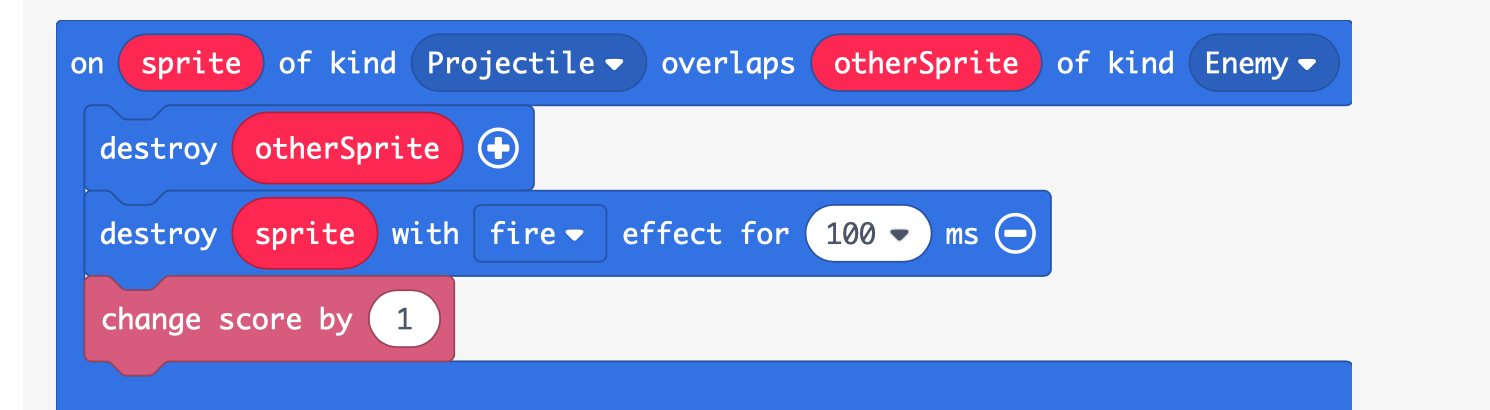 on sprite of kind Projectile overlaps otherSprite of kind Enemy
destroy otherSprite
destroy sprite with fire effect for 100 ms
change score by 1